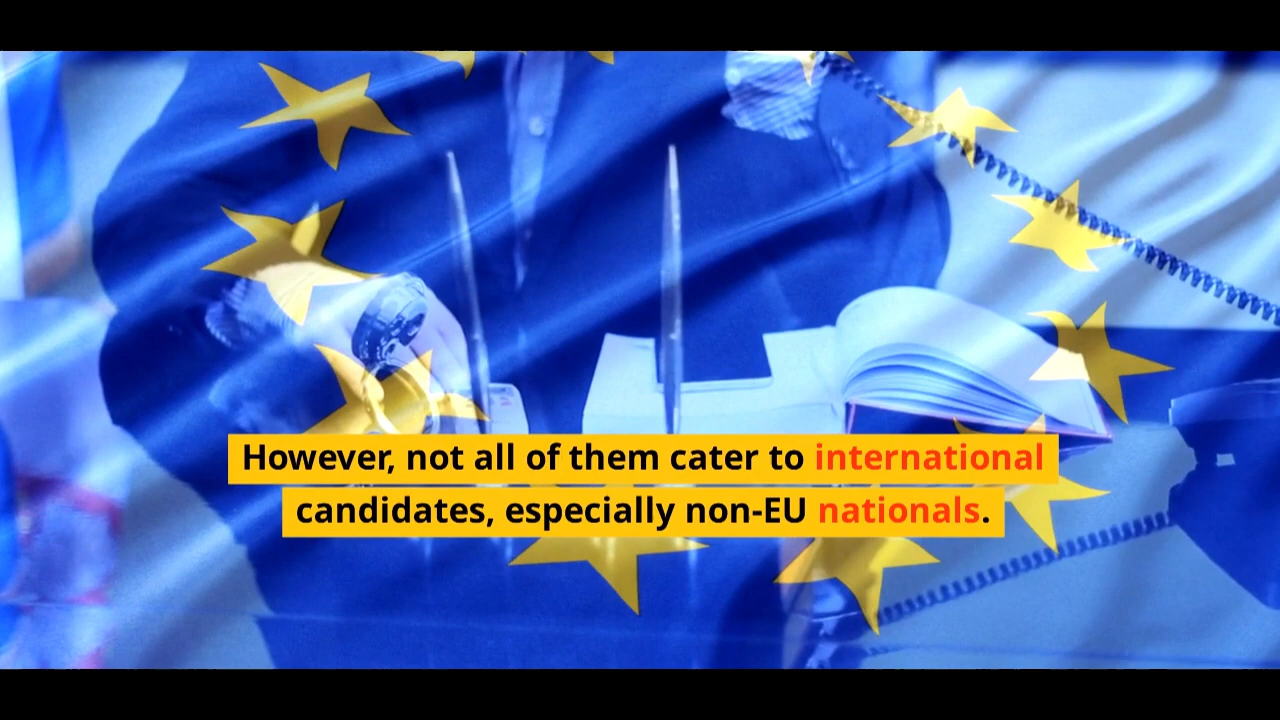 However, not all of them cater to international
candidates, especially non-EU nationals.